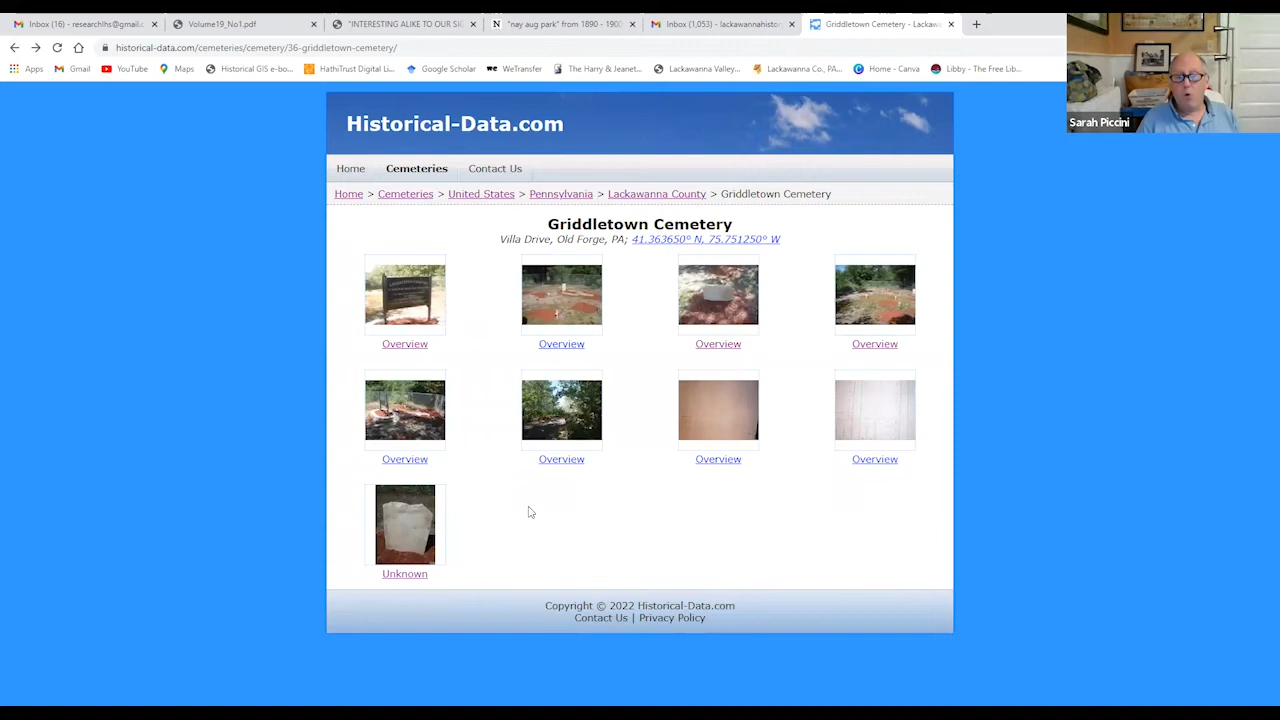 Inbox (16) - researchlhs@gmail.c
Volume19_No1.pdf
"INTERESTING ALIKE TO OUR SIS
"nay aug park" from 1890 - 1900
Inbox (1,053) - lackawannahistor
Griddletown Cemetery - Lackaw
historical-data.com/cemeteries/cemetery/36-griddletown-cemetery/
Apps
Gmail
YouTube
Maps
Historical GIS e-bo...
HathiTrust Digital Li...
Google Scholar
WeTransfer
The Harry & Jeanet...
Lackawanna Valley...
Lackawanna Co., PA...
Home - Canva
Libby - The Free Lib...
Sarah Piccini
Historical-Data.com
Home Cemeteries Contact Us
Home > Cemeteries > United States > Pennsylvania > Lackawanna County > Griddletown Cemetery
Griddletown Cemetery
Villa Drive, Old Forge, PA; 41.363650° N, 75.751250° W
Overview Overview Overview Overview
Overview Overview Overview Overview
Unknown
Copyright © 2022 Historical-Data.com
Contact Us | Privacy Policy